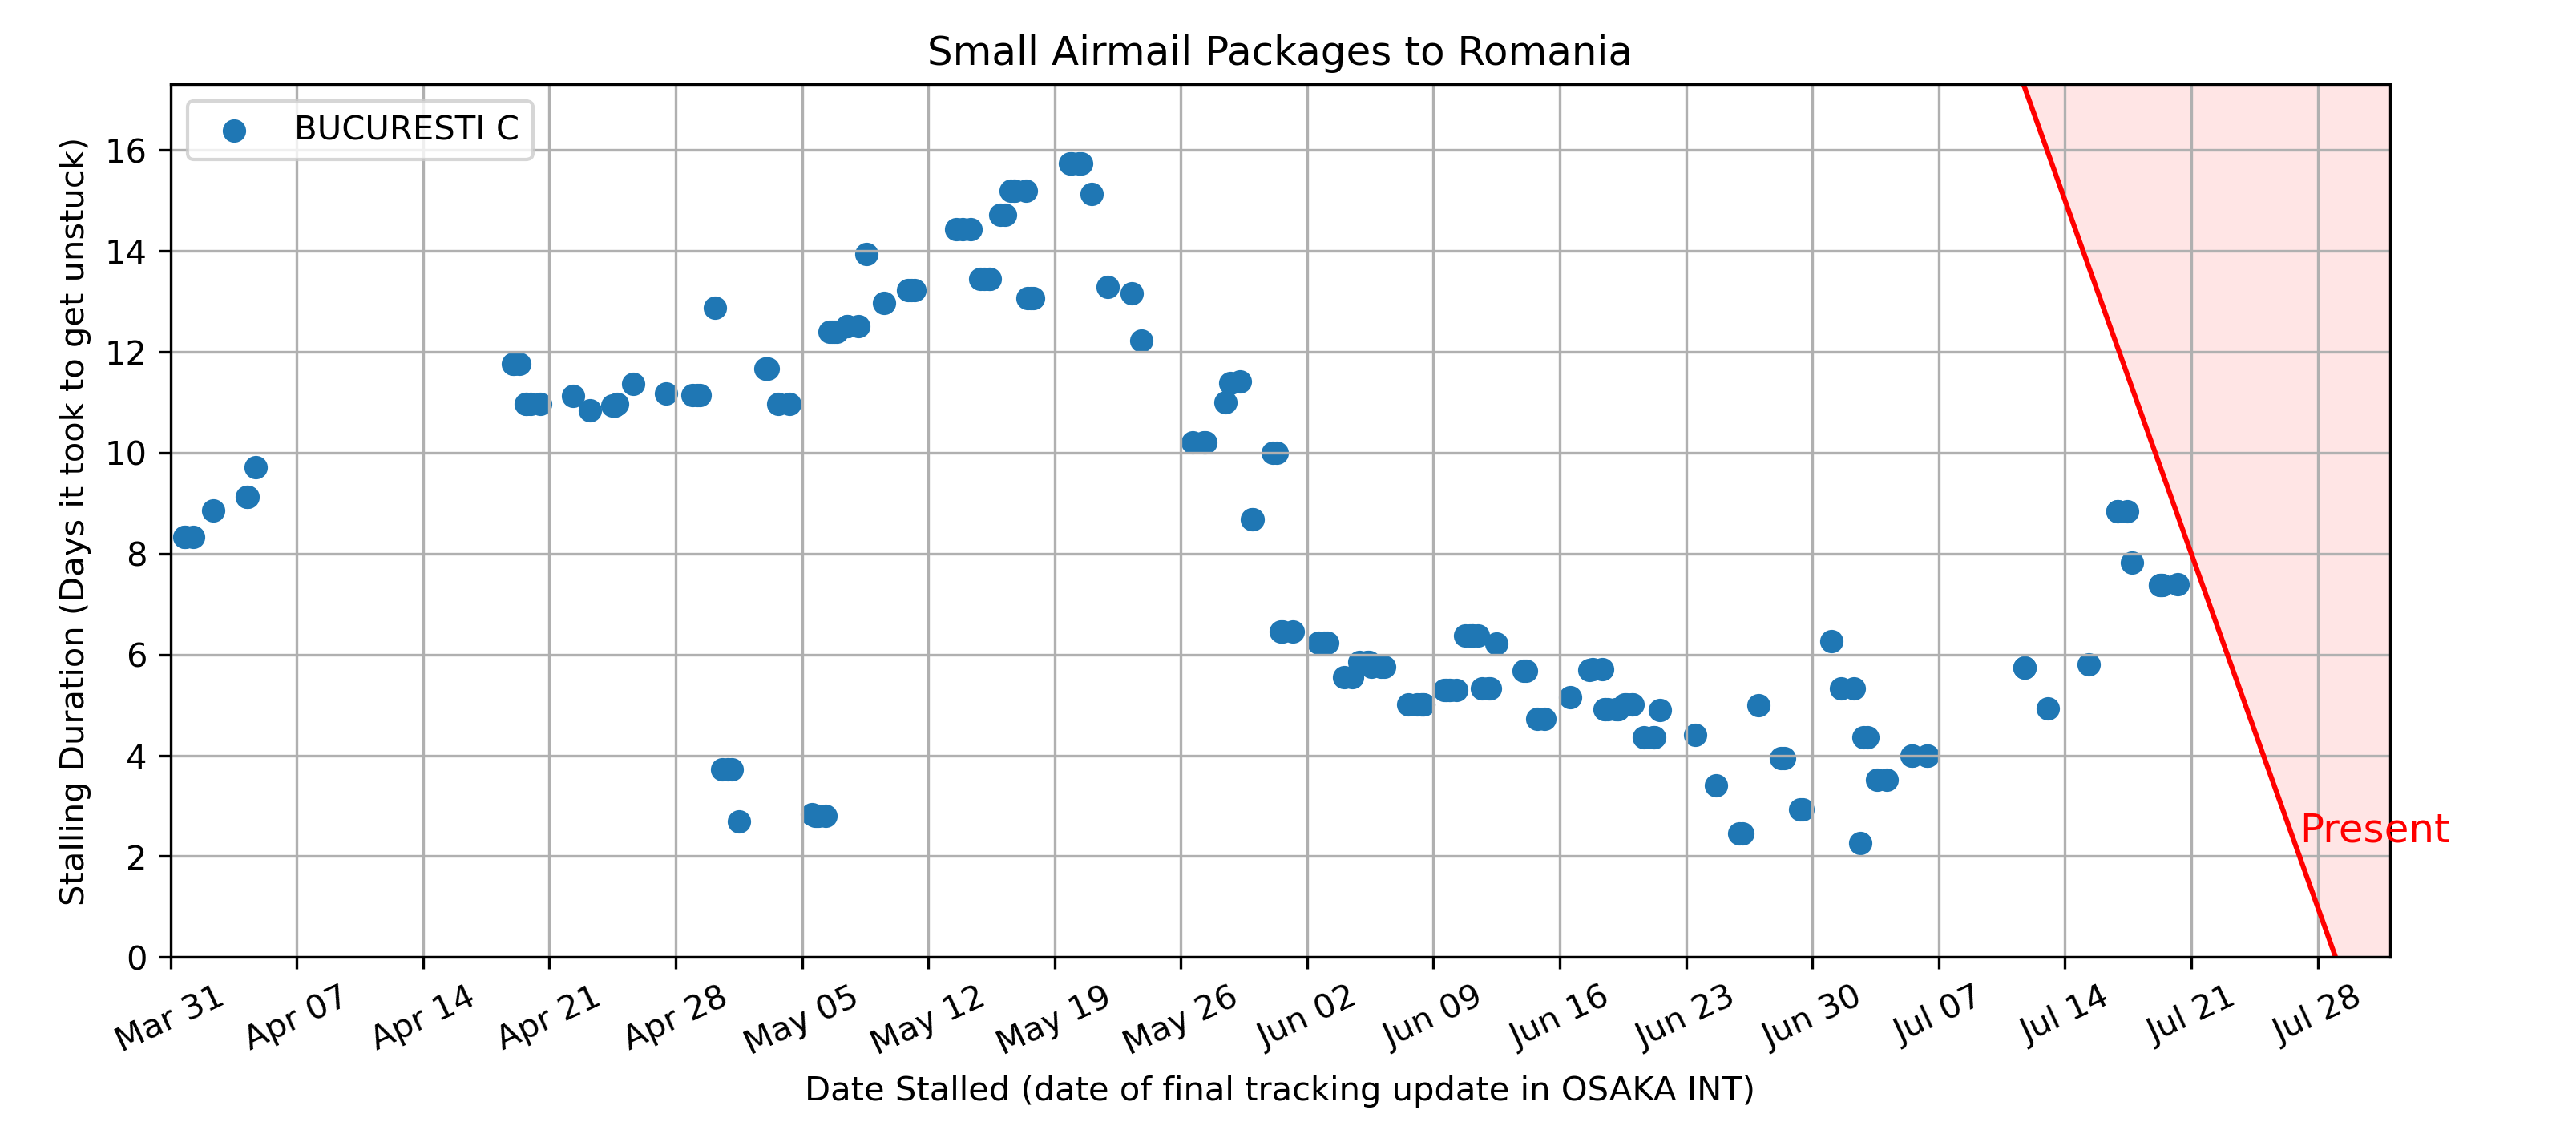 Small Airmail Packages to Romania
BUCURESTI C
Stalling Duration (Days it took to get unstuck)
16
14
12
10
8
6
4
2
0
Present
Mar 31
Apr 07
Apr 14
Apr 21
Apr 28
May 05
May 12
May 19
May 26
Jun 02
Jun 09
Jun 16
Jun 23
Jun 30
Jul 07
Jul 14
Jul 21
Jul 28
Date Stalled (date of final tracking update in OSAKA INT)